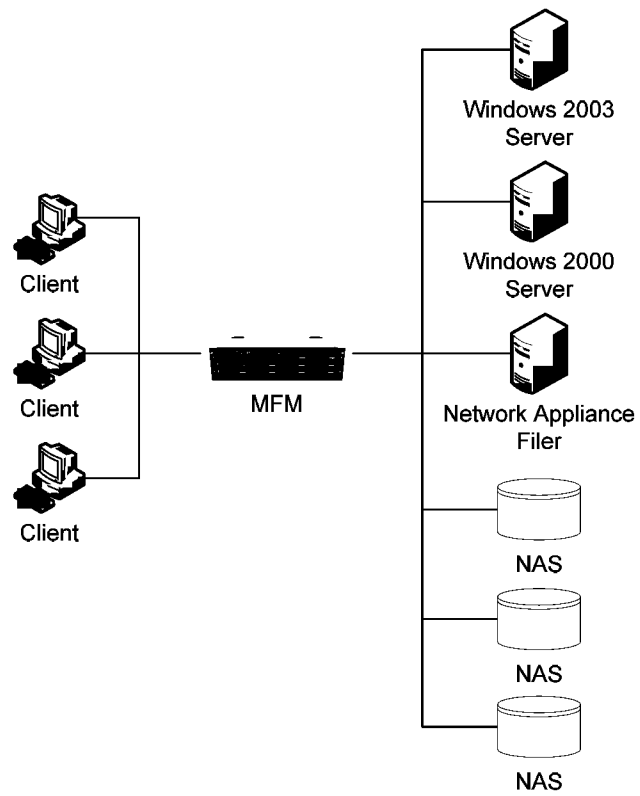 Windows 2003
Server
Client
Windows 2000
Server
Client
MFM
Network Appliance
Filer
Client
NAS
NAS
NAS